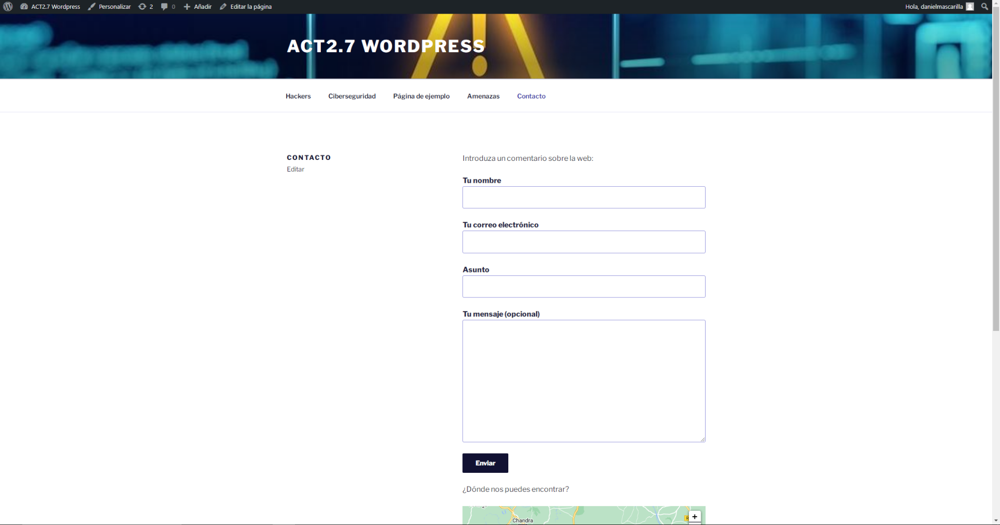 ACT2.7 Wordpress Personalizar 2 0 Añadir Editar la página Hola, danielmascarilla
ACT2.7 WORDPRESS
Hackers Ciberseguridad Página de ejemplo Amenazas Contacto
CONTACTO
Editar
Introduza un comentario sobre la web:
Tu nombre
Tu correo electrónico
Asunto
Tu mensaje (opcional)
Enviar
¿Dónde nos puedes encontrar?
Chandra
+